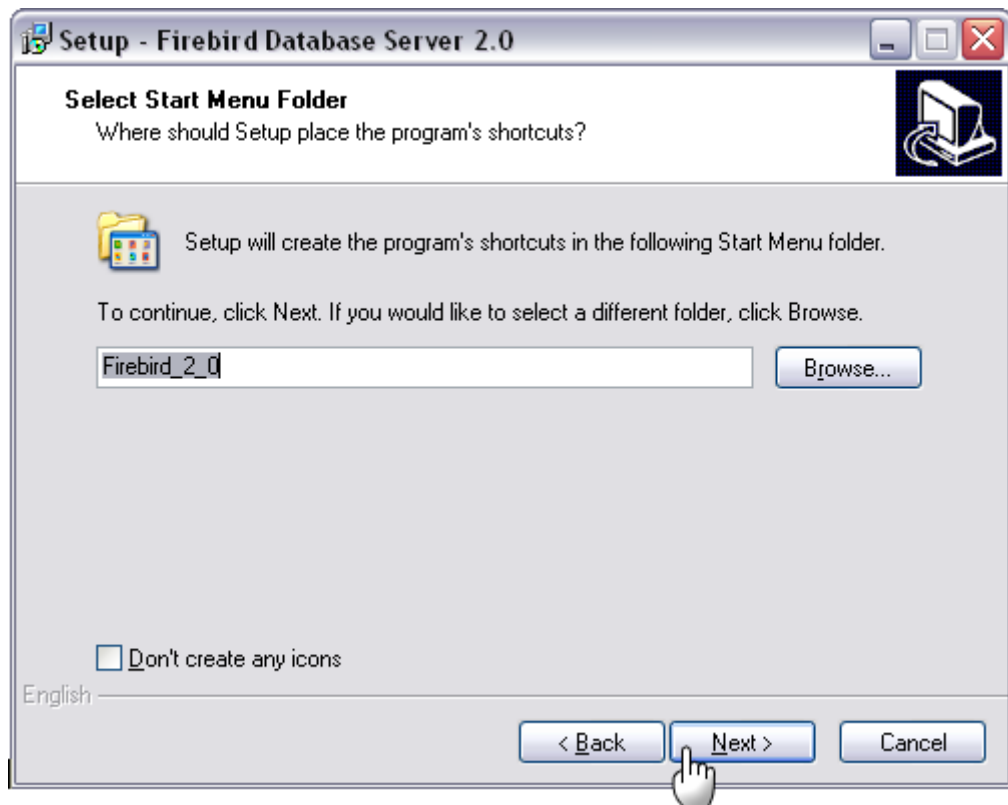 Setup - Firebird Database Server 2.0
Select Start Menu Folder
Where should Setup place the program's shortcuts?
Setup will create the program's shortcuts in the following Start Menu folder.
To continue, click Next. If you would like to select a different folder, click Browse.
Firebird_2_0
Browse...
Don't create any icons
English
< Back
Next >
Cancel